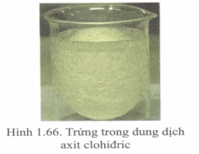 Hình 1.66. Trứng trong dung dịch
axit clohiđric